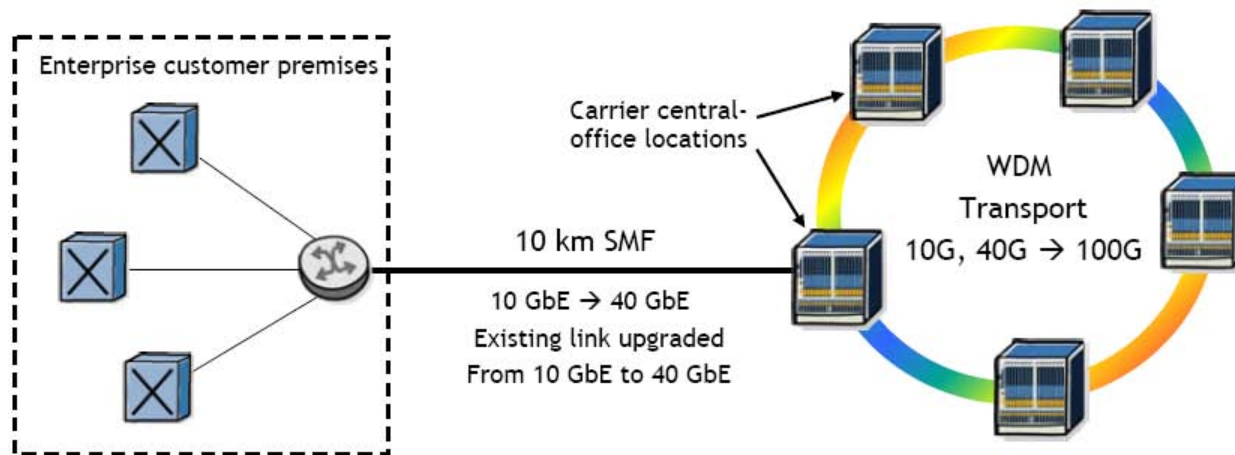 Enterprise customer premises
Carrier central-
office locations
10 km SMF
10 GbE → 40 GbE
Existing link upgraded
From 10 GbE to 40 GbE
WDM
Transport
10G, 40G → 100G